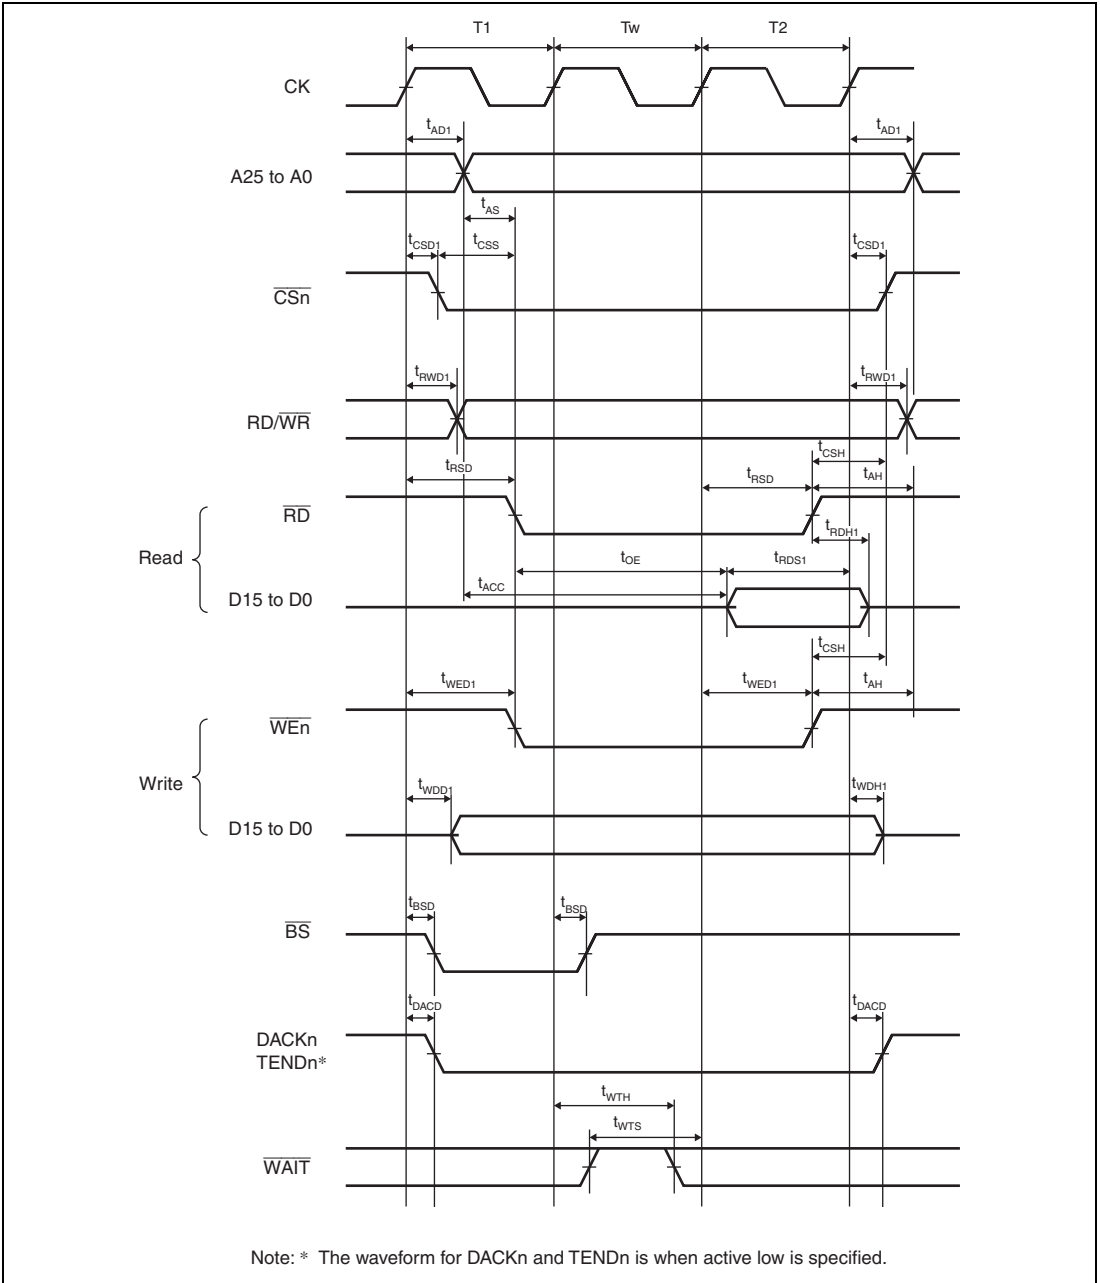 T1 Tw T2
CK
tAD1 tAD1
A25 to A0
tAS
tCSD1 tCSS tCSD1
CSn
tRWD1 tRWD1
RD/WR
tCSH
tRSD tRSD tAH
RD
tRDH1
Read
tOE tRDS1
tACC
D15 to D0
tCSH
tWED1 tWED1 tAH
WEn
Write
tWDD1 tWDH1
D15 to D0
tBSD tBSD
BS
tDACD tDACD
DACKn
TENDn*
tWTH
tWTS
WAIT
Note: * The waveform for DACKn and TENDn is when active low is specified.